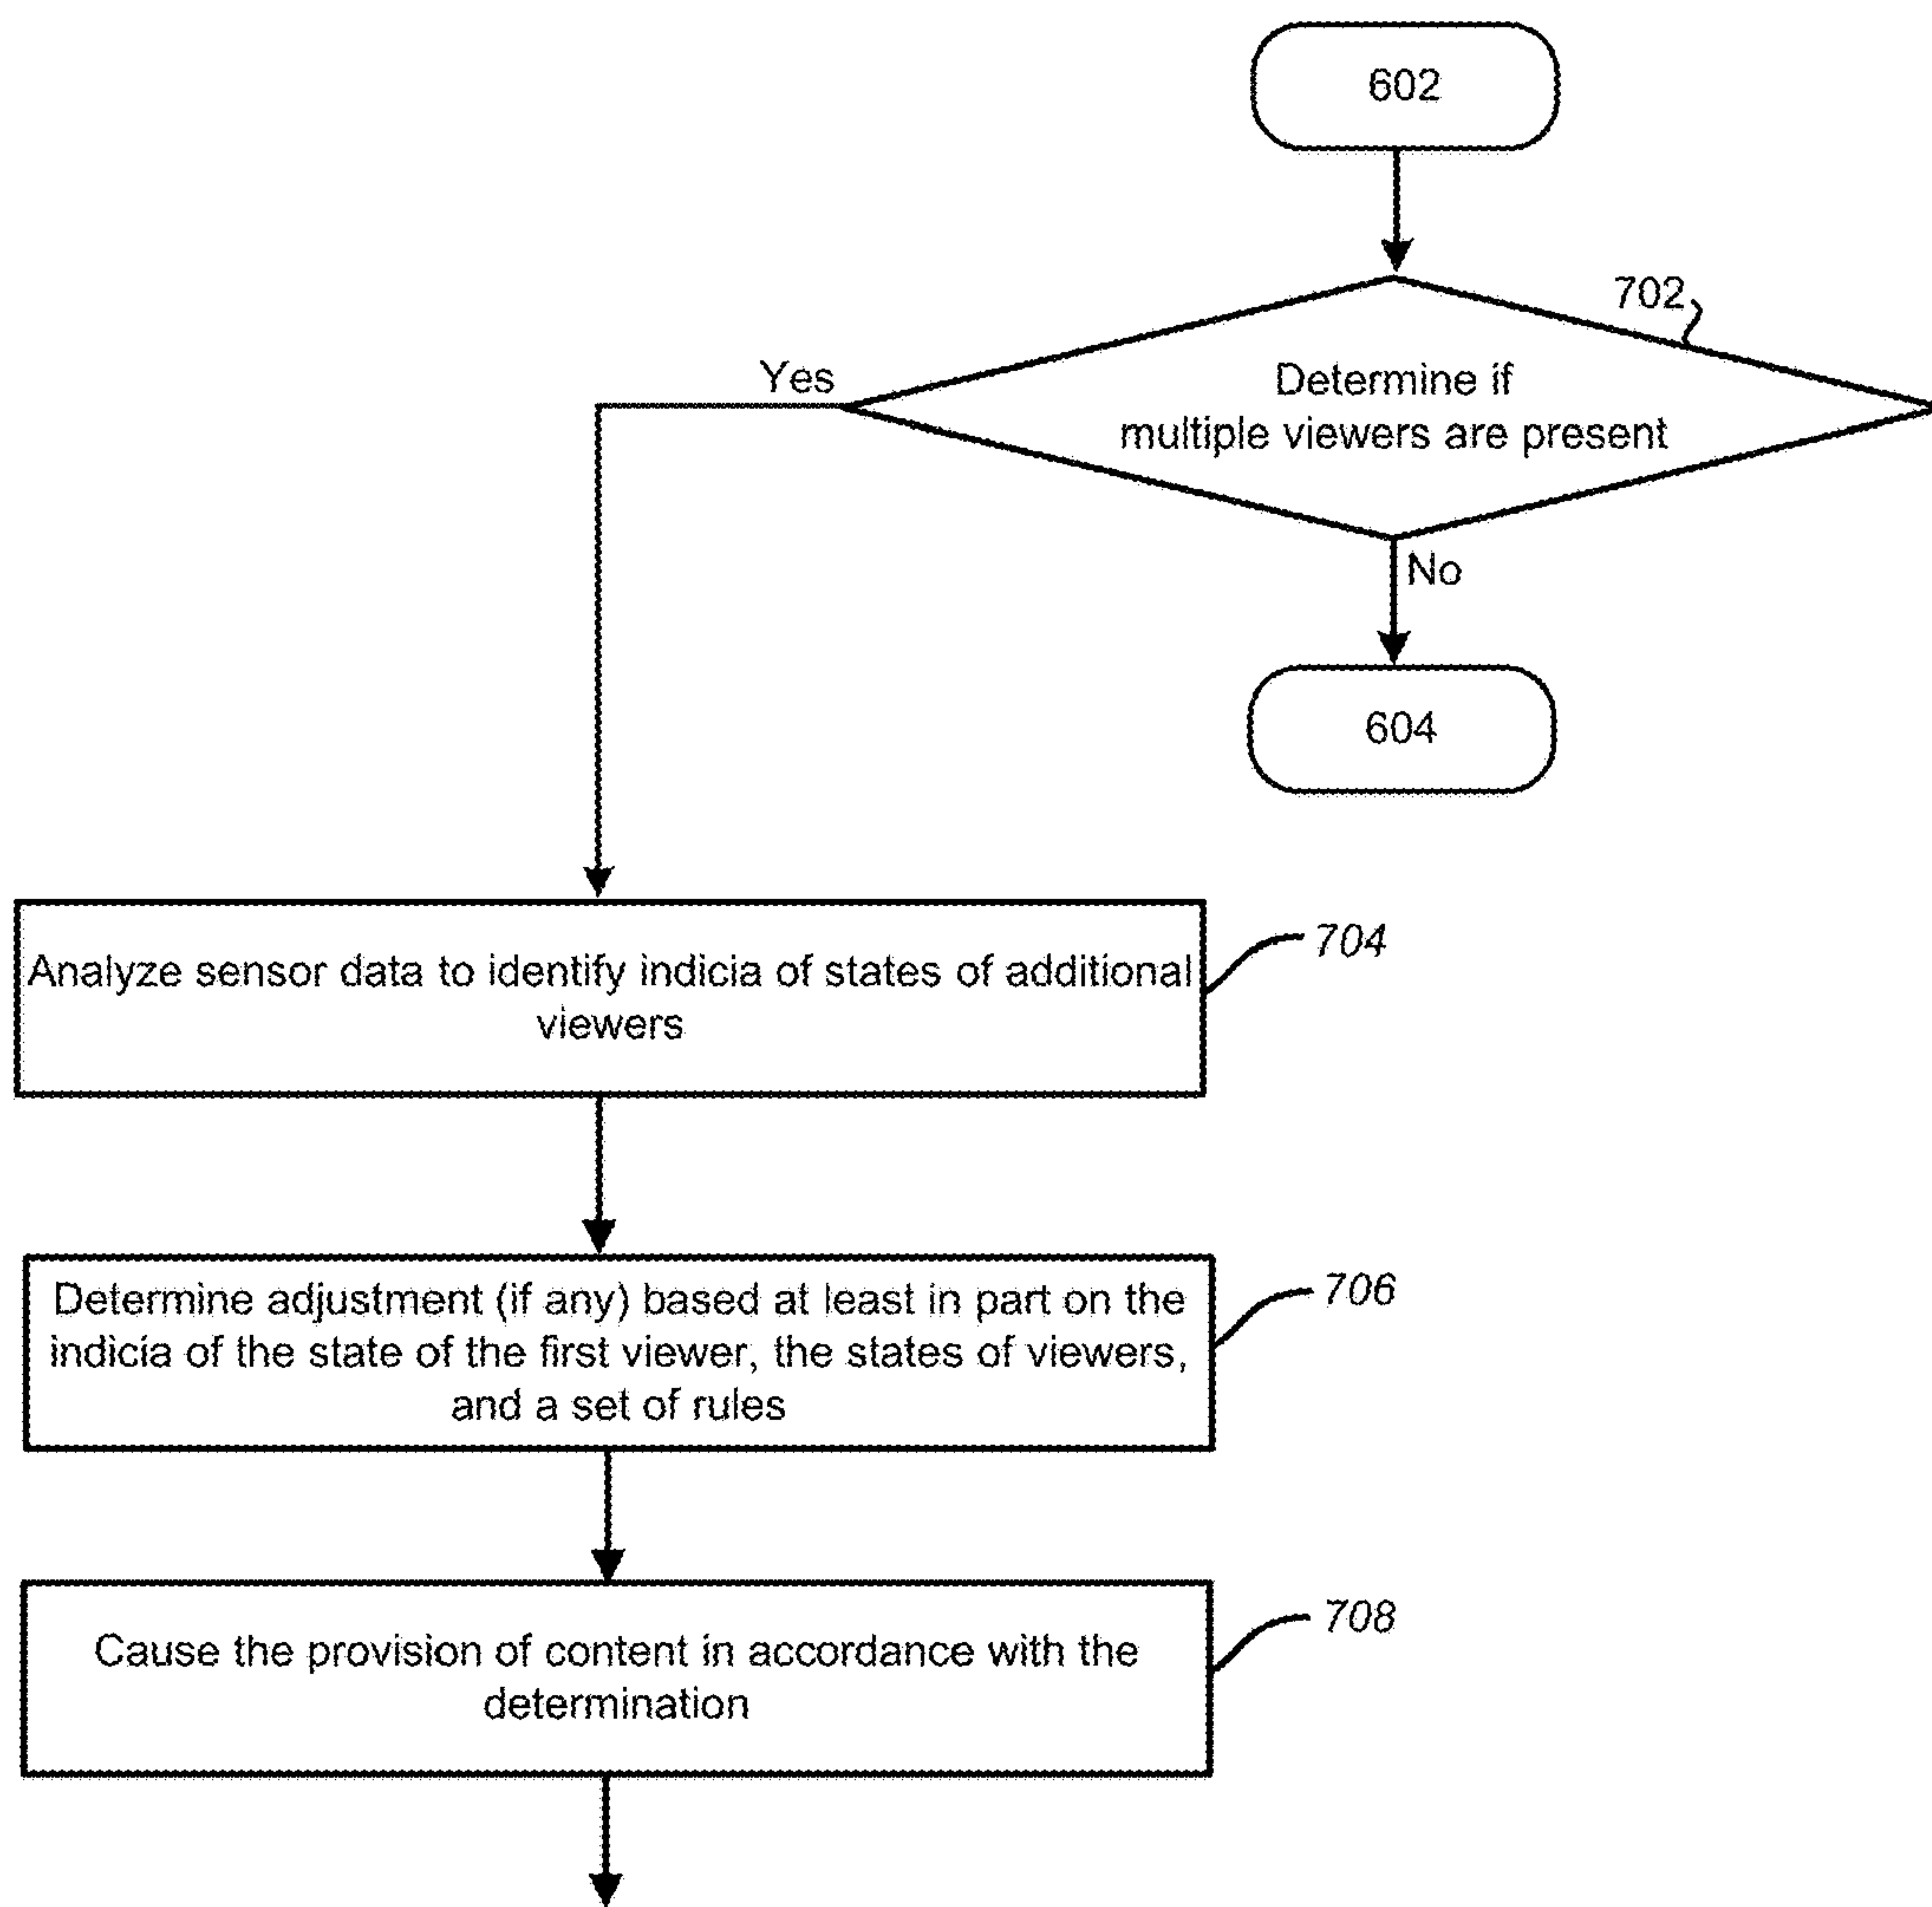 602
702
Determine if
multiple viewers are present
Yes
No
604
704
Analyze sensor data to identify indicia of states of additional
viewers
706
Determine adjustment (if any) based at least in part on the
indicia of the state of the first viewer, the states of viewers,
and a set of rules
708
Cause the provision of content in accordance with the
determination